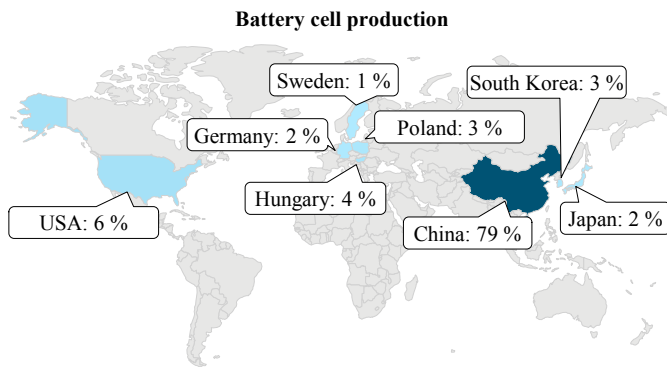 Battery cell production
Sweden: 1 %
South Korea: 3 %
Germany: 2 %
Poland: 3 %
Hungary: 4 %
USA: 6 %
China: 79 %
Japan: 2 %